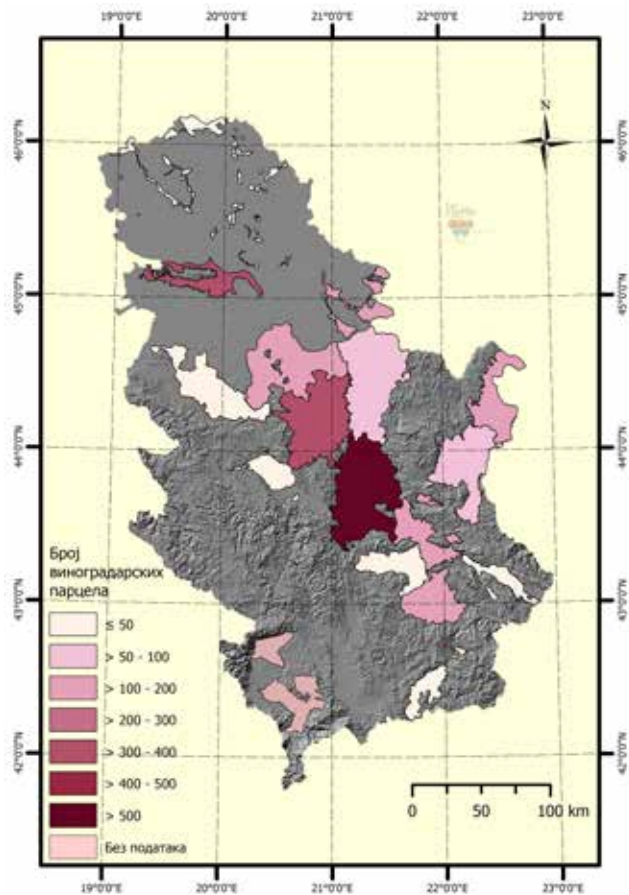 19°0'0"E 20°0'0"E 21°0'0"E 22°0'0"E 23°0'0"E
N
46°0'0"N 46°0'0"N
45°0'0"N 45°0'0"N
44°0'0"N 44°0'0"N
43°0'0"N 43°0'0"N
42°0'0"N 42°0'0"N
Број
виноградарских
парцела
≤ 50
> 50 - 100
> 100 - 200
> 200 - 300
> 300 - 400
> 400 - 500
> 500
Без података
0 50 100 km
19°0'0"E 20°0'0"E 21°0'0"E 22°0'0"E 23°0'0"E